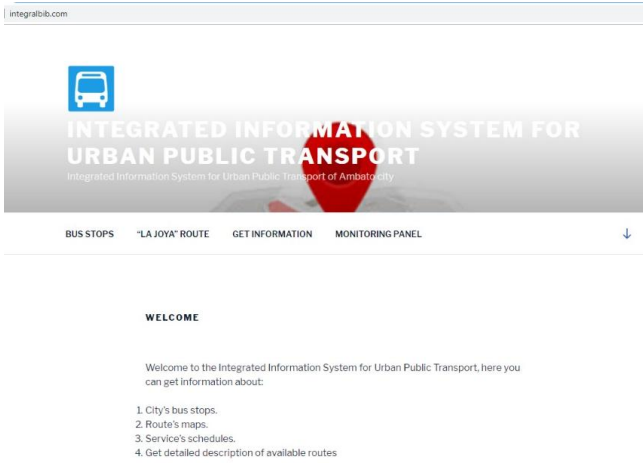 integralbib.com
INTEGRATED INFORMATION SYSTEM FOR
URBAN PUBLIC TRANSPORT
Integrated Information System for Urban Public Transport of Ambato city
BUS STOPS "LA JOYA" ROUTE GET INFORMATION MONITORING PANEL
WELCOME
Welcome to the Integrated Information System for Urban Public Transport, here you
can get information about:
1. City's bus stops.
2. Route's maps.
3. Service's schedules.
4. Get detailed description of available routes